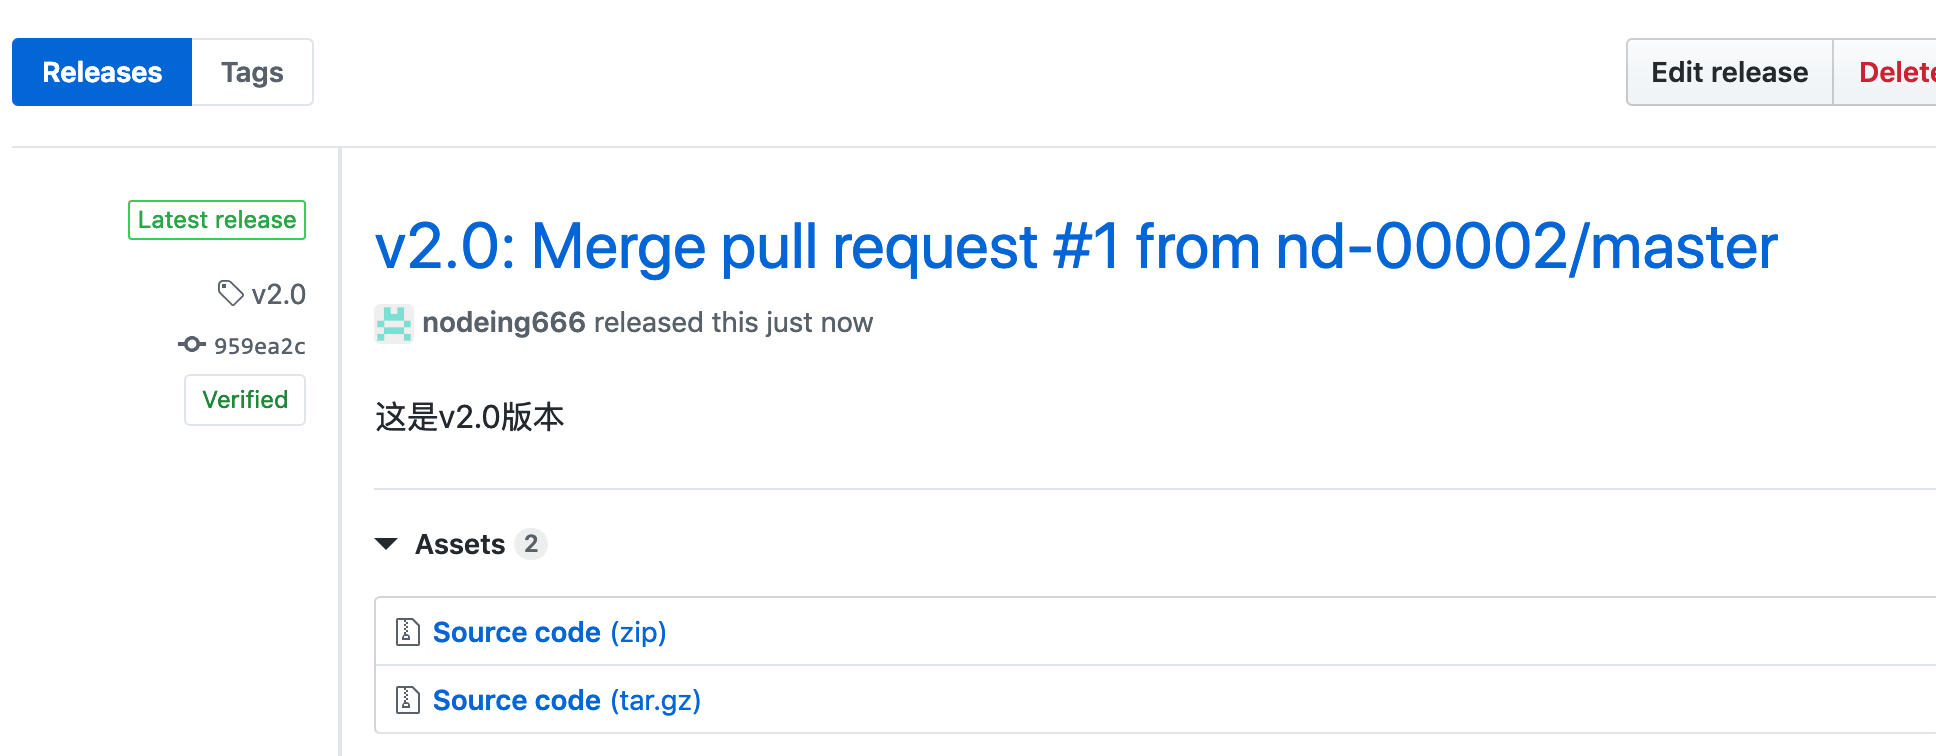 Releases Tags Edit release Delete
Latest release
v2.0
959ea2c
Verified
v2.0: Merge pull request #1 from nd-00002/master
nodeing666 released this just now
这是v2.0版本
Assets 2
Source code (zip)
Source code (tar.gz)